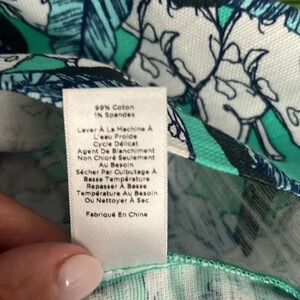 99% Coton
1% Spandex
Laver À La Machine À
L'eau Froide
Cycle Délicat
Agent De Blanchiment
Non Chloré Seulement
Au Besoin
Sécher Par Culbutage À
Basse Température
Repasser À Basse
Température Au Besoin
Ou Nettoyer À Sec
Fabriqué En Chine